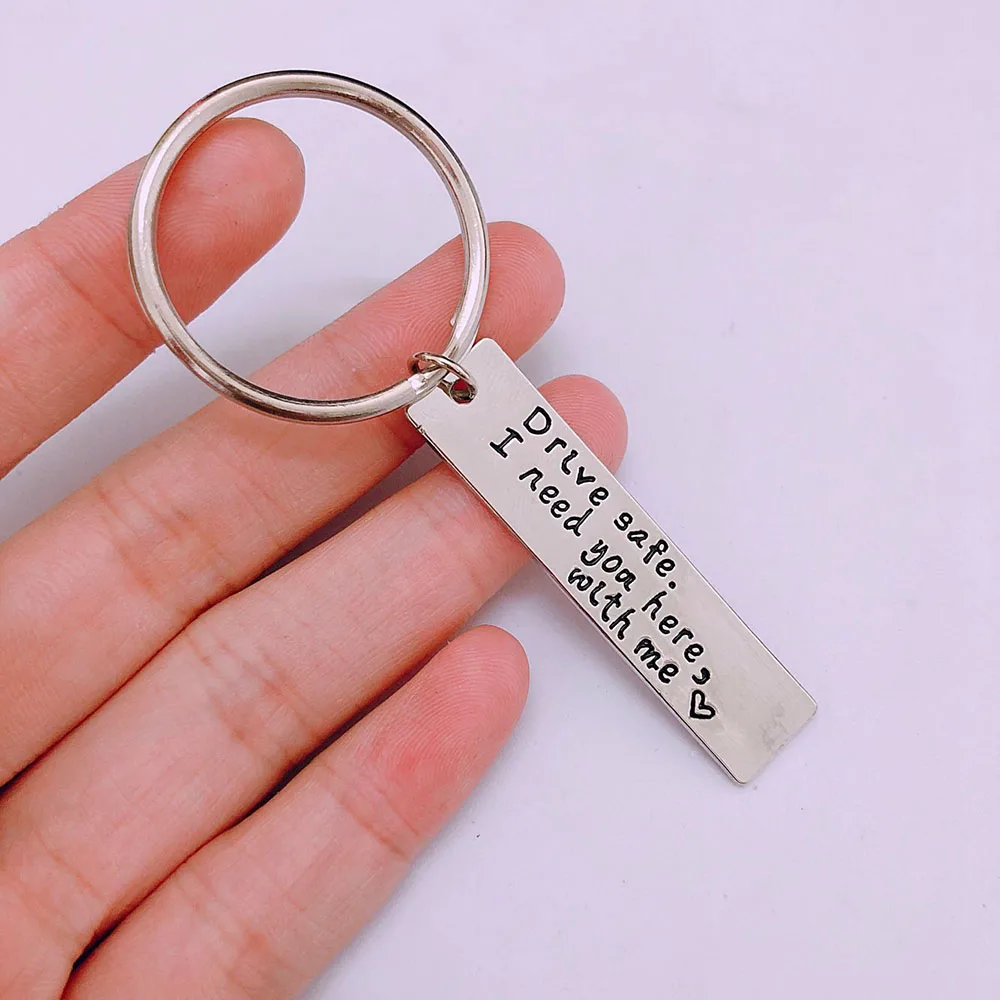 Drive safe.
I need you here,
with me ♡